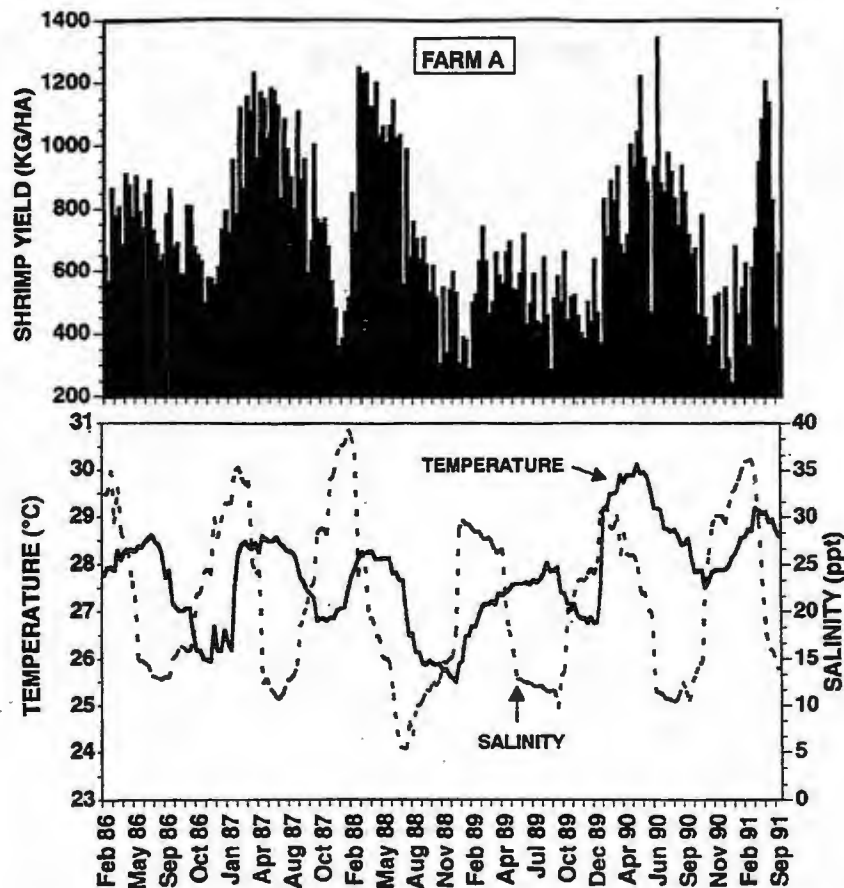 FARM A
SHRIMP YIELD (KG/HA)
1400
1200
1000
800
600
400
200
TEMPERATURE (°C)
31
30
29
28
27
26
25
24
23
TEMPERATURE
SALINITY
40
35
30
25
20
15
10
5
0
SALINITY (ppt)
Feb 86
May 86
Sep 86
Oct 86
Jan 87
Apr 87
Aug 87
Oct 87
Feb 88
May 88
Aug 88
Nov 88
Feb 89
Apr 89
Jul 89
Oct 89
Dec 89
Apr 90
Jun 90
Sep 90
Nov 90
Feb 91
Sep 91